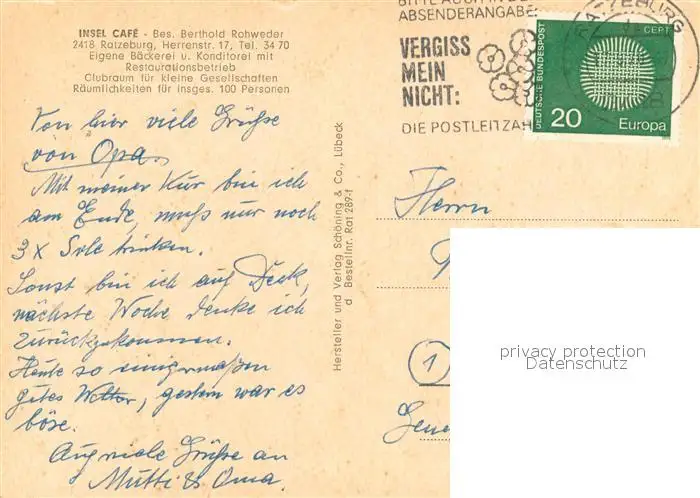 INSEL CAFÉ - Bes. Berthold Rohweder
2418 Ratzeburg, Herrenstr. 17, Tel. 34 70
Eigene Bäckerei u. Konditorei mit
Restaurationsbetrieb
Clubraum für kleine Gesellschaften
Räumlichkeiten für insges. 100 Personen
Von hier viele Grüße
von Opa.
Mit meiner Kur bin ich
am Ende, muß nur noch
3 x Sole trinken.
Sonst bin ich auf Deck,
nächste Woche denke ich
zurückzukommen.
Heute so einigermaßen
gutes Wetter, gestern war es
böse.
Auf viele Grüße an
Mutti & Oma.
Hersteller und Verlag Schöning & Co., Lübeck
a Bestellnr. Rat 289 f
ABSENDERANGABE:
VERGISS
MEIN
NICHT:
DIE POSTLEITZAH
RATZEBURG
DEUTSCHE BUNDESPOST
CEPT
20 Europa
Herrn
1
privacy protection
Datenschutz